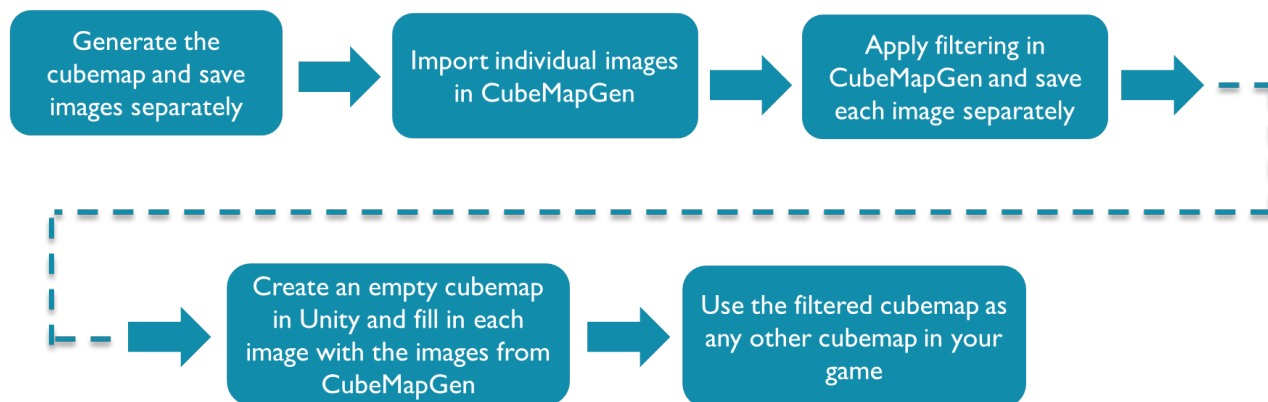 Generate the
cubemap and save
images separately
Import individual images
in CubeMapGen
Apply filtering in
CubeMapGen and save
each image separately
Create an empty cubemap
in Unity and fill in each
image with the images from
CubeMapGen
Use the filtered cubemap as
any other cubemap in your
game